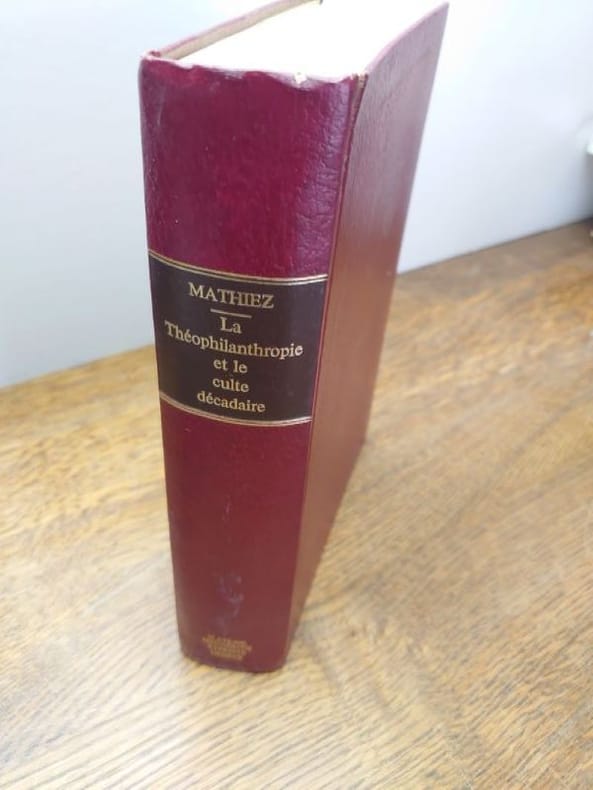 MATHIEZ
La
Théophilanthropie
et le
culte
décadaire